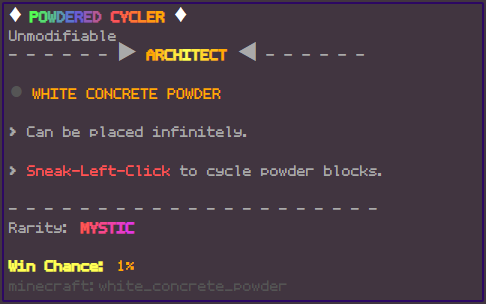 ♦ POWDERED CYCLER ♦
Unmodifiable
- - - - - - ▶ ARCHITECT ◀ - - - - - -
● WHITE CONCRETE POWDER
> Can be placed infinitely.
> Sneak-Left-Click to cycle powder blocks.
- - - - - - - - - - - - - - - - - - - - - -
Rarity: MYSTIC
Win Chance: 1%
minecraft:white_concrete_powder